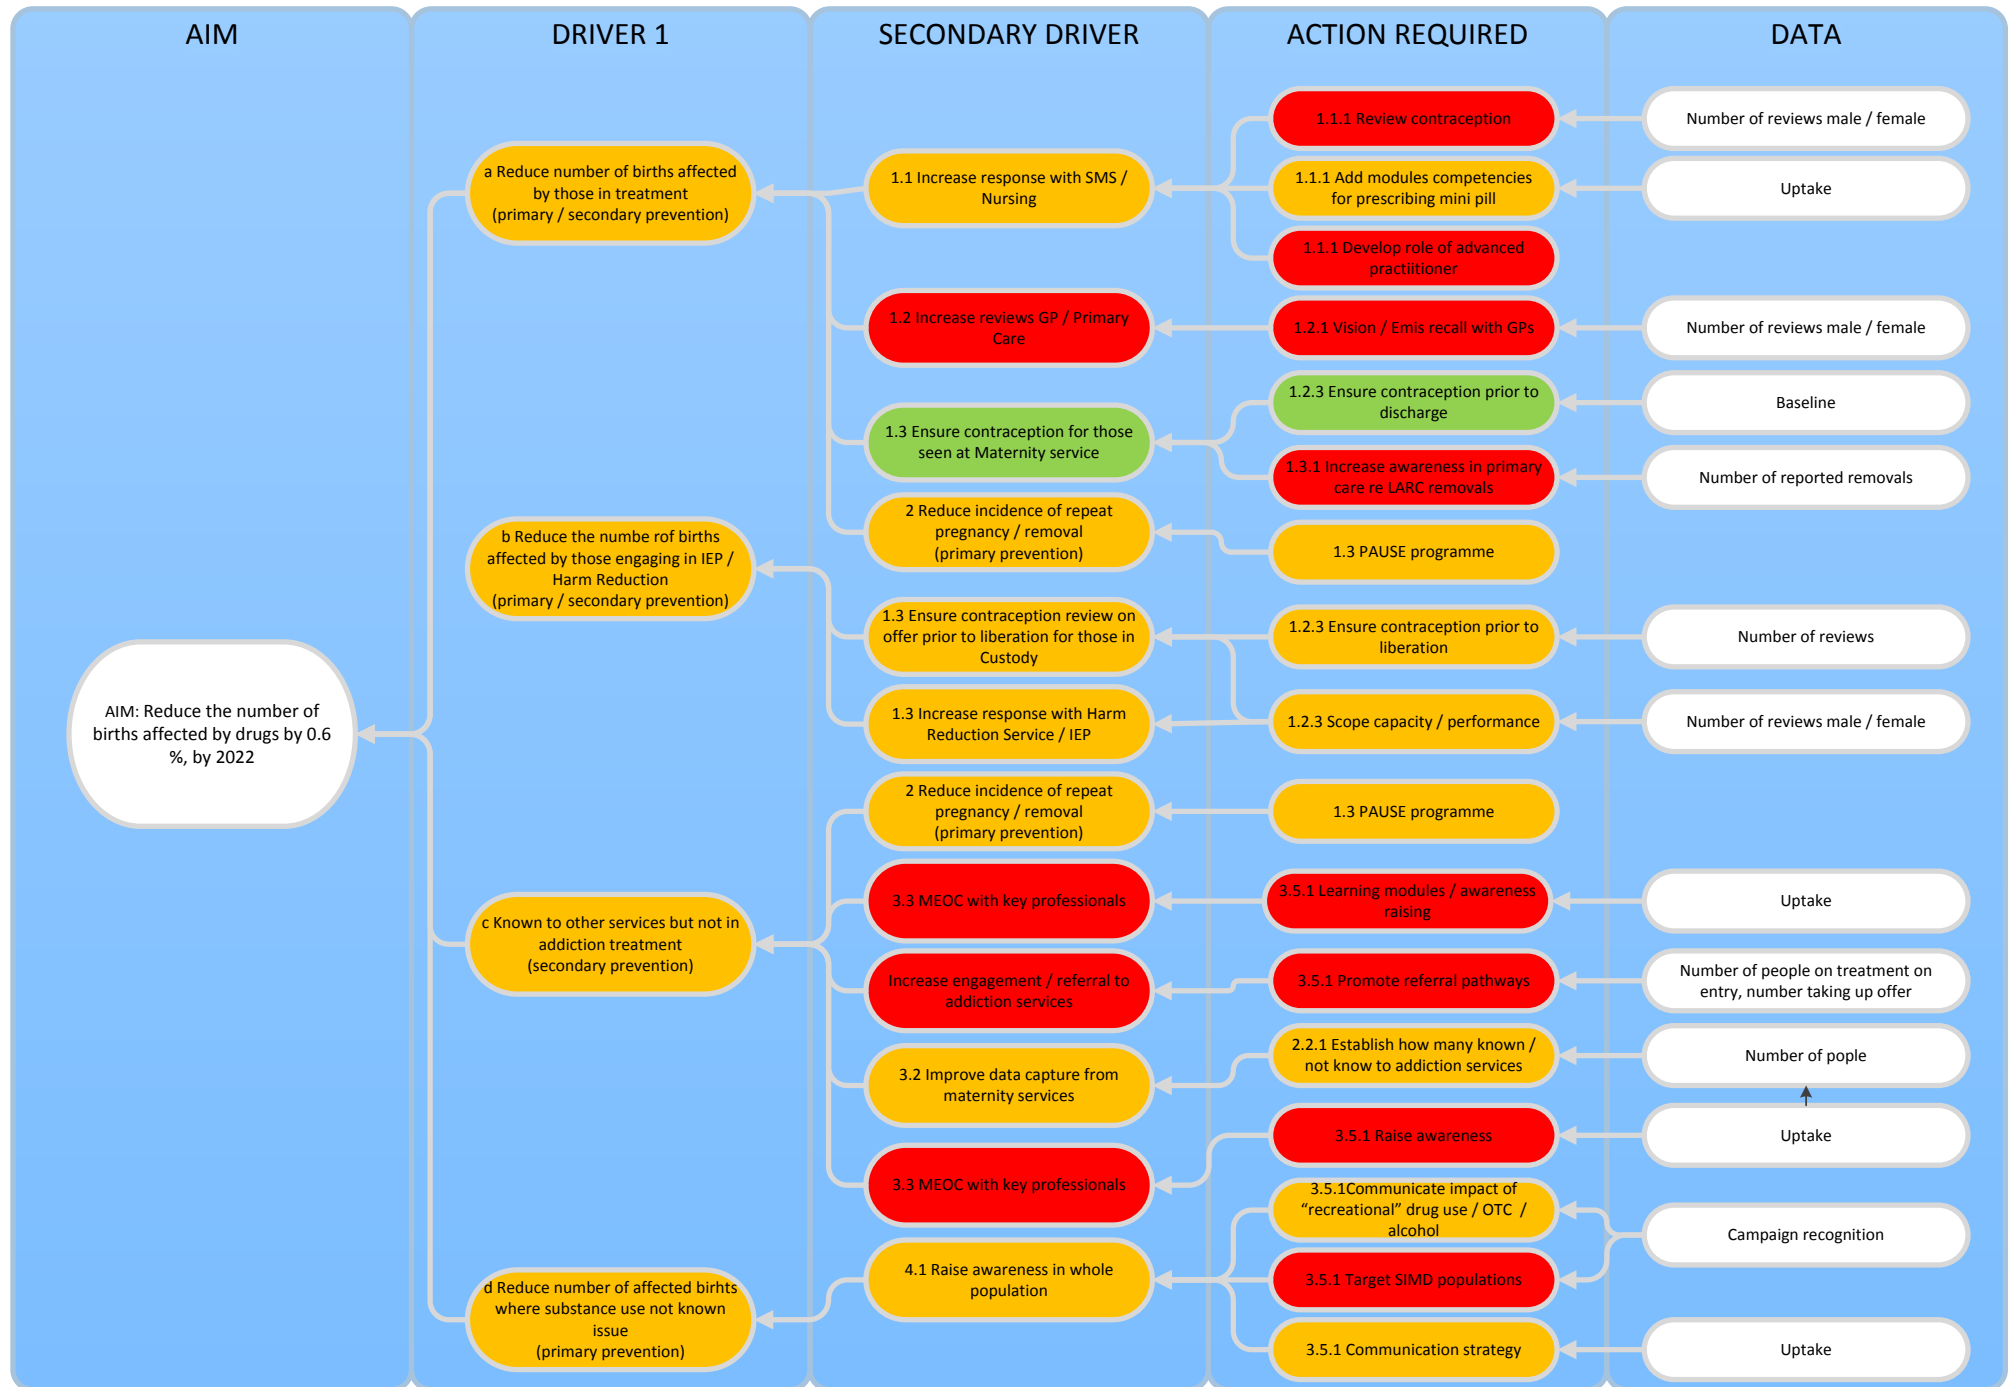 AIM
DRIVER 1
SECONDARY DRIVER
ACTION REQUIRED
DATA
AIM: Reduce the number of
births affected by drugs by 0.6
%, by 2022
a Reduce number of births affected
by those in treatment
(primary / secondary prevention)
b Reduce the numbe rof births
affected by those engaging in IEP /
Harm Reduction
(primary / secondary prevention)
c Known to other services but not in
addiction treatment
(secondary prevention)
d Reduce number of affected birhts
where substance use not known
issue
(primary prevention)
1.1 Increase response with SMS /
Nursing
1.2 Increase reviews GP / Primary
Care
1.3 Ensure contraception for those
seen at Maternity service
2 Reduce incidence of repeat
pregnancy / removal
(primary prevention)
1.3 Ensure contraception review on
offer prior to liberation for those in
Custody
1.3 Increase response with Harm
Reduction Service / IEP
2 Reduce incidence of repeat
pregnancy / removal
(primary prevention)
3.3 MEOC with key professionals
Increase engagement / referral to
addiction services
3.2 Improve data capture from
maternity services
3.3 MEOC with key professionals
4.1 Raise awareness in whole
population
1.1.1 Review contraception
1.1.1 Add modules competencies
for prescribing mini pill
1.1.1 Develop role of advanced
practiitioner
1.2.1 Vision / Emis recall with GPs
1.2.3 Ensure contraception prior to
discharge
1.3.1 Increase awareness in primary
care re LARC removals
1.3 PAUSE programme
1.2.3 Ensure contraception prior to
liberation
1.2.3 Scope capacity / performance
1.3 PAUSE programme
3.5.1 Learning modules / awareness
raising
3.5.1 Promote referral pathways
2.2.1 Establish how many known /
not know to addiction services
3.5.1 Raise awareness
3.5.1Communicate impact of
“recreational” drug use / OTC /
alcohol
3.5.1 Target SIMD populations
3.5.1 Communication strategy
Number of reviews male / female
Uptake
Number of reviews male / female
Baseline
Number of reported removals
Number of reviews
Number of reviews male / female
Uptake
Number of people on treatment on
entry, number taking up offer
Number of pople
Uptake
Campaign recognition
Uptake